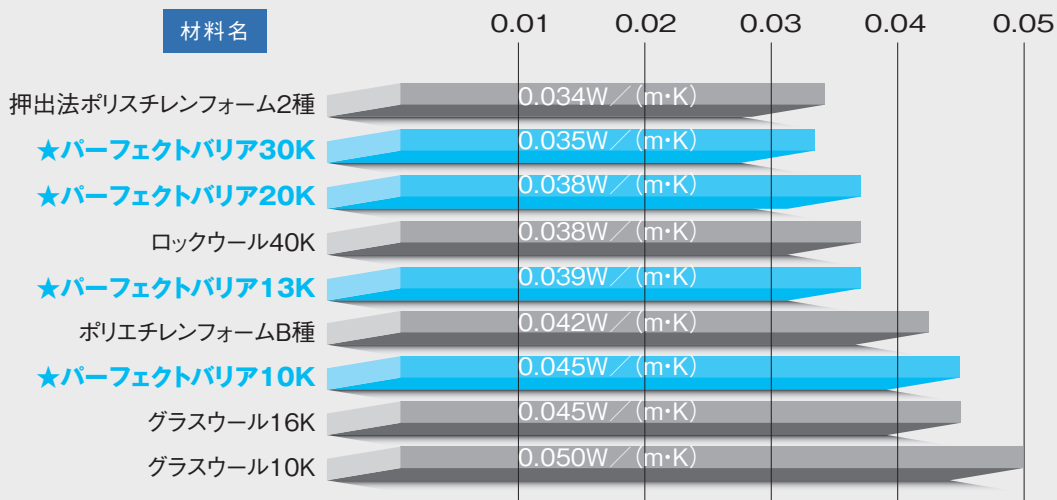 材料名
0.01 0.02 0.03 0.04 0.05
押出法ポリスチレンフォーム2種 0.034W／(m・K)
★パーフェクトバリア30K 0.035W／(m・K)
★パーフェクトバリア20K 0.038W／(m・K)
ロックウール40K 0.038W／(m・K)
★パーフェクトバリア13K 0.039W／(m・K)
ポリエチレンフォームB種 0.042W／(m・K)
★パーフェクトバリア10K 0.045W／(m・K)
グラスウール16K 0.045W／(m・K)
グラスウール10K 0.050W／(m・K)